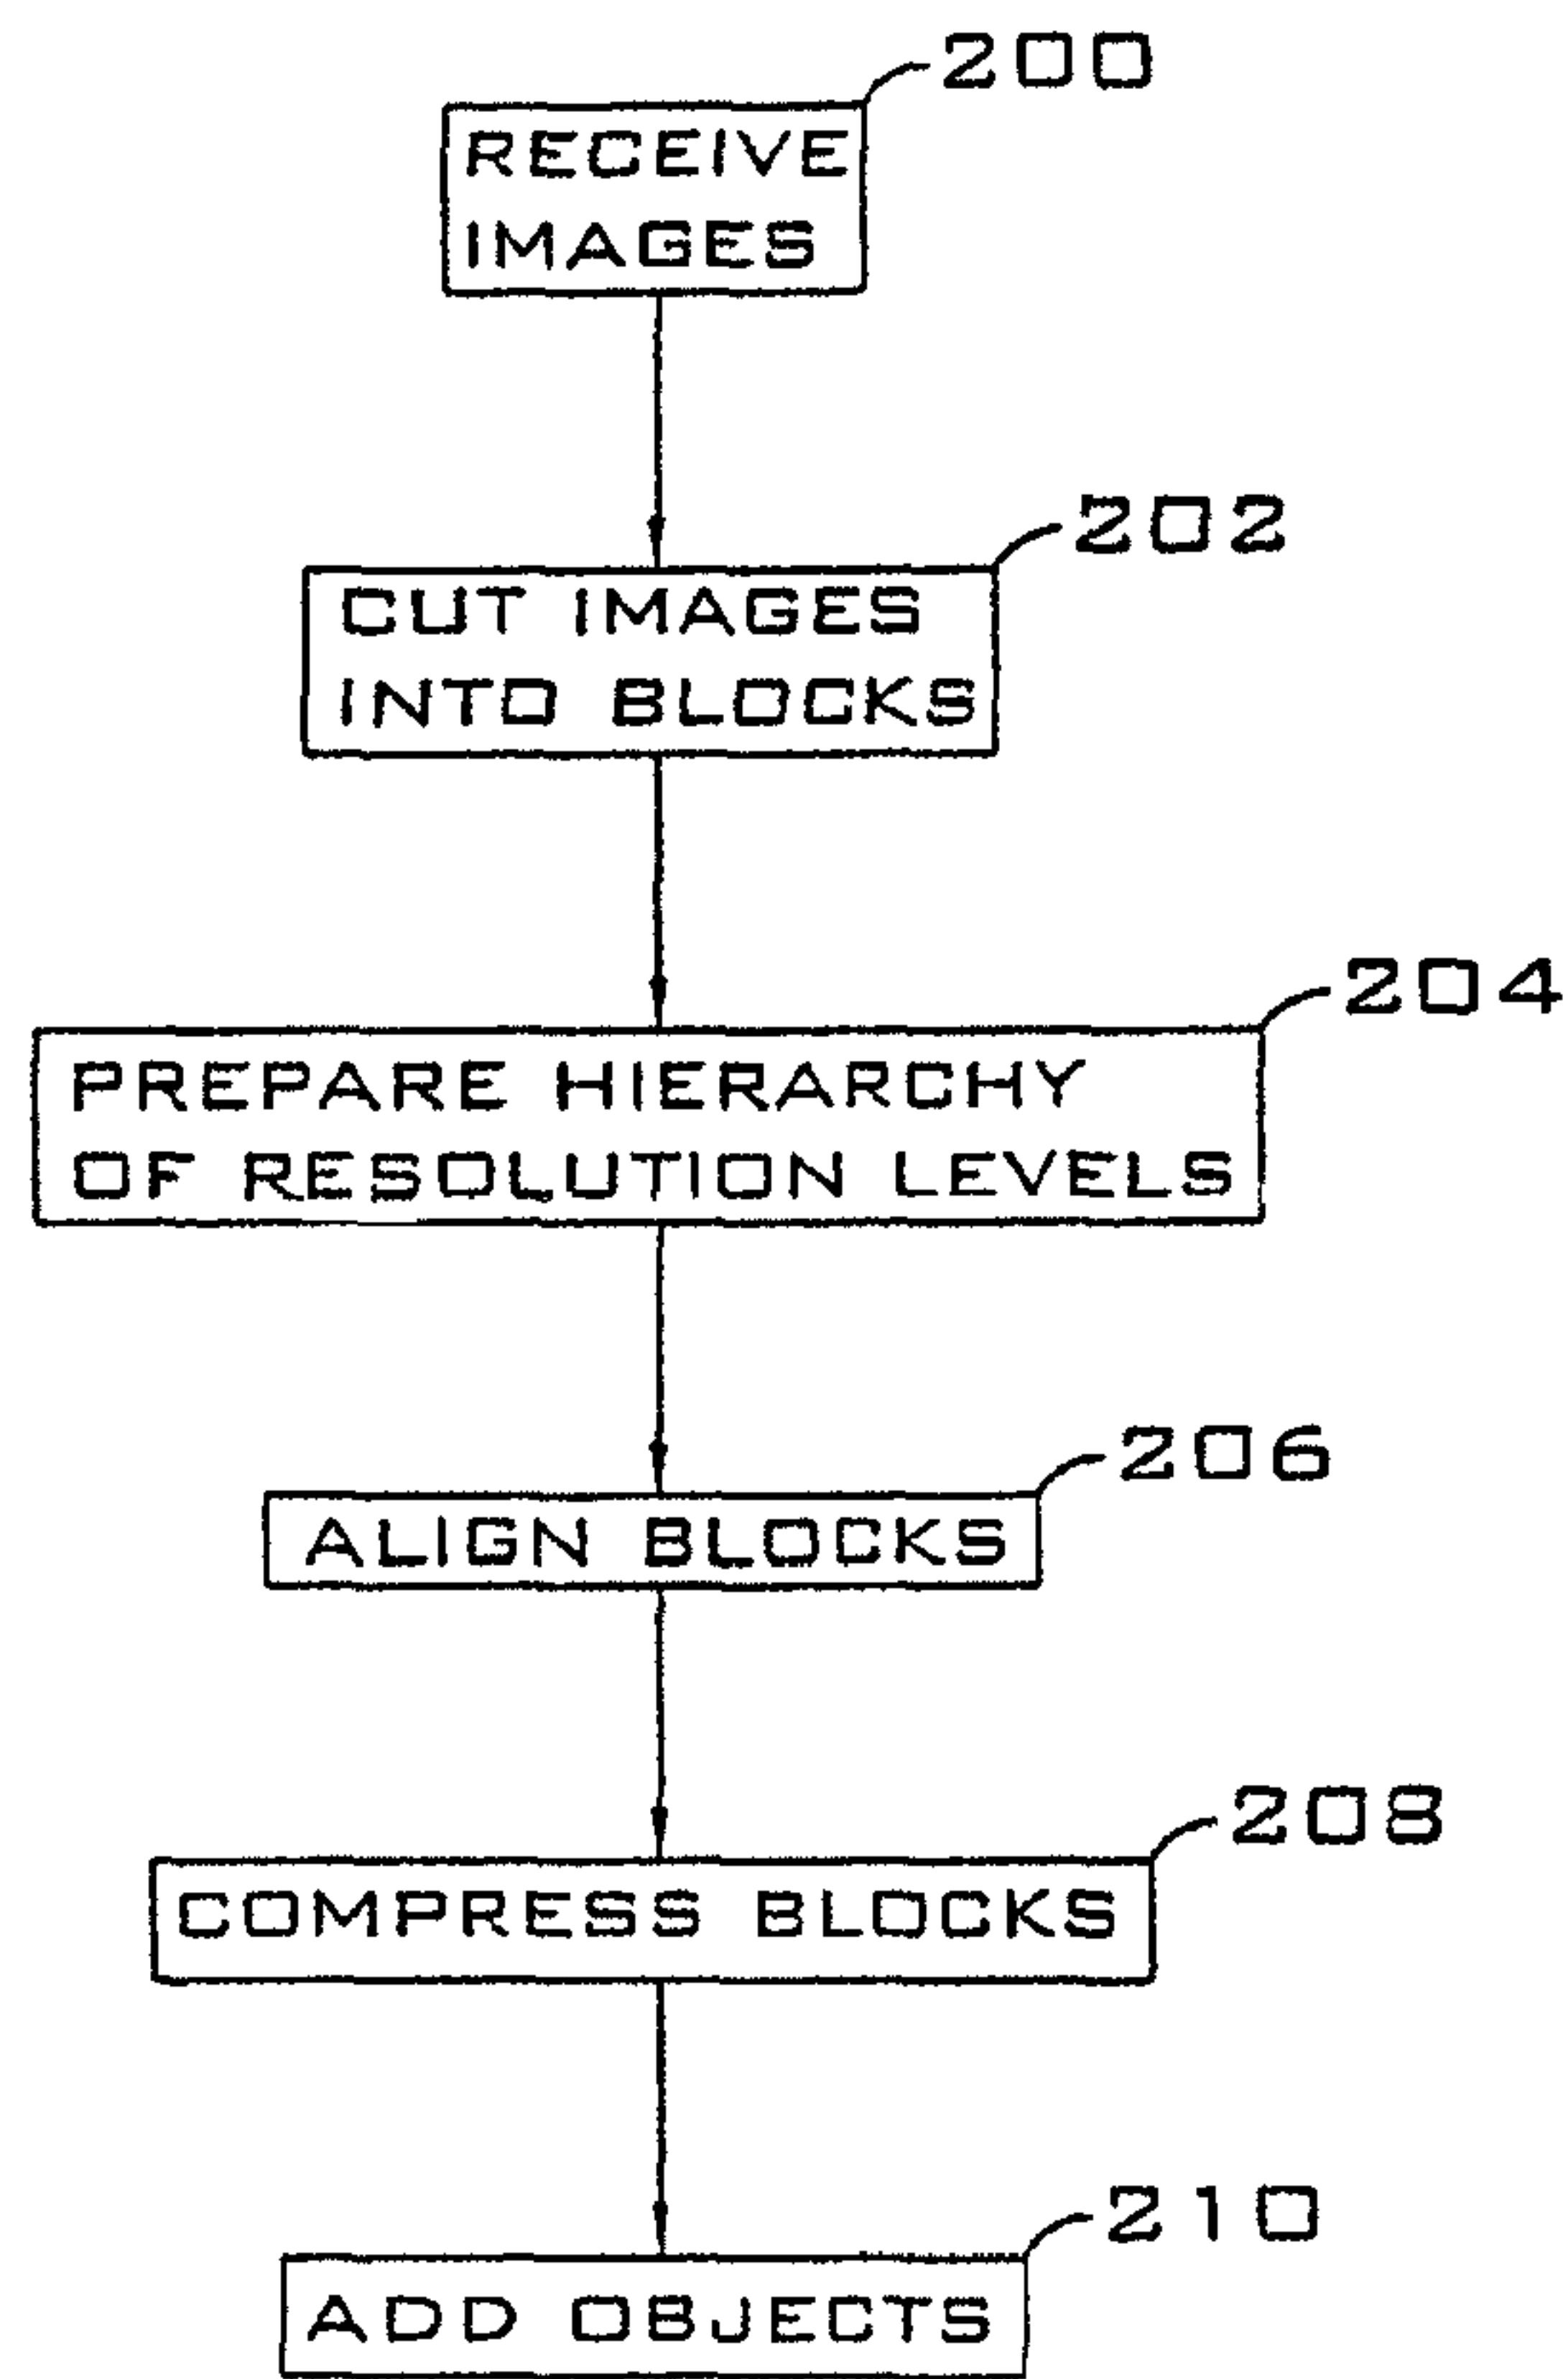 200
RECEIVE
IMAGES
202
CUT IMAGES
INTO BLOCKS
204
PREPARE HIERARCHY
OF RESOLUTION LEVELS
206
ALIGN BLOCKS
208
COMPRESS BLOCKS
210
ADD OBJECTS